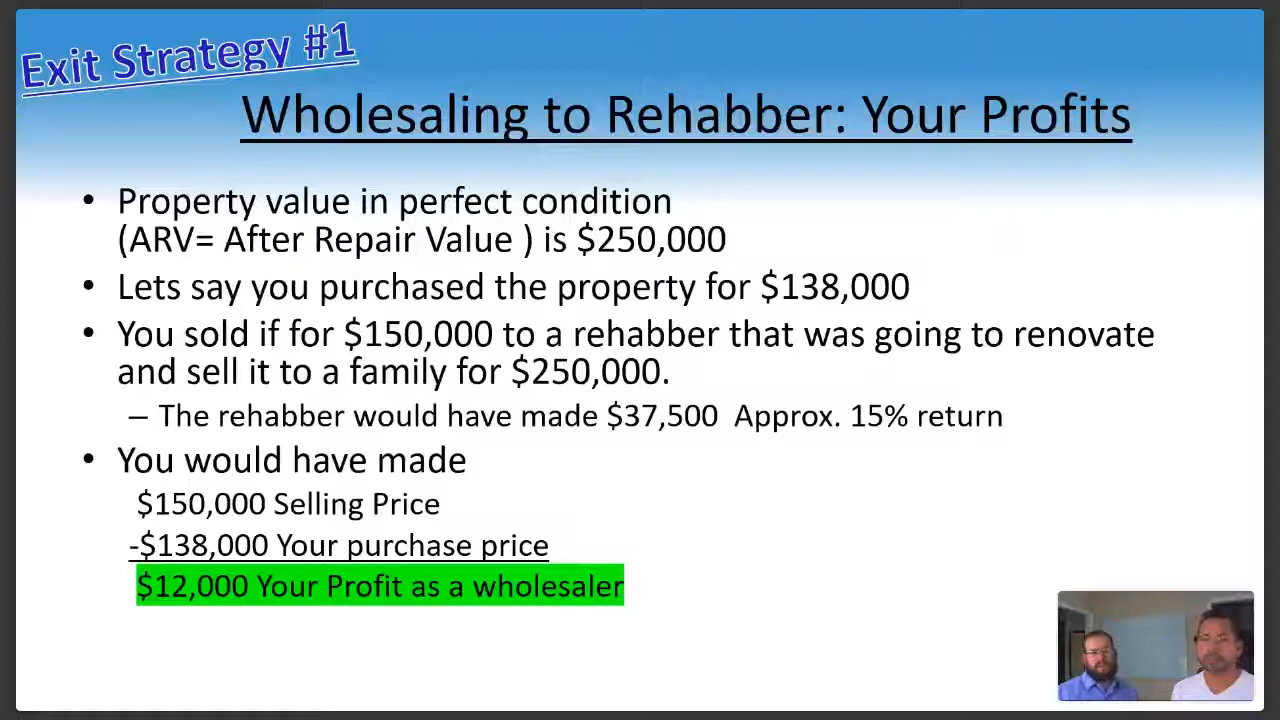 Exit Strategy #1
Wholesaling to Rehabber: Your Profits
• Property value in perfect condition
(ARV= After Repair Value ) is $250,000
• Lets say you purchased the property for $138,000
• You sold if for $150,000 to a rehabber that was going to renovate
and sell it to a family for $250,000.
– The rehabber would have made $37,500 Approx. 15% return
• You would have made
$150,000 Selling Price
-$138,000 Your purchase price
$12,000 Your Profit as a wholesaler